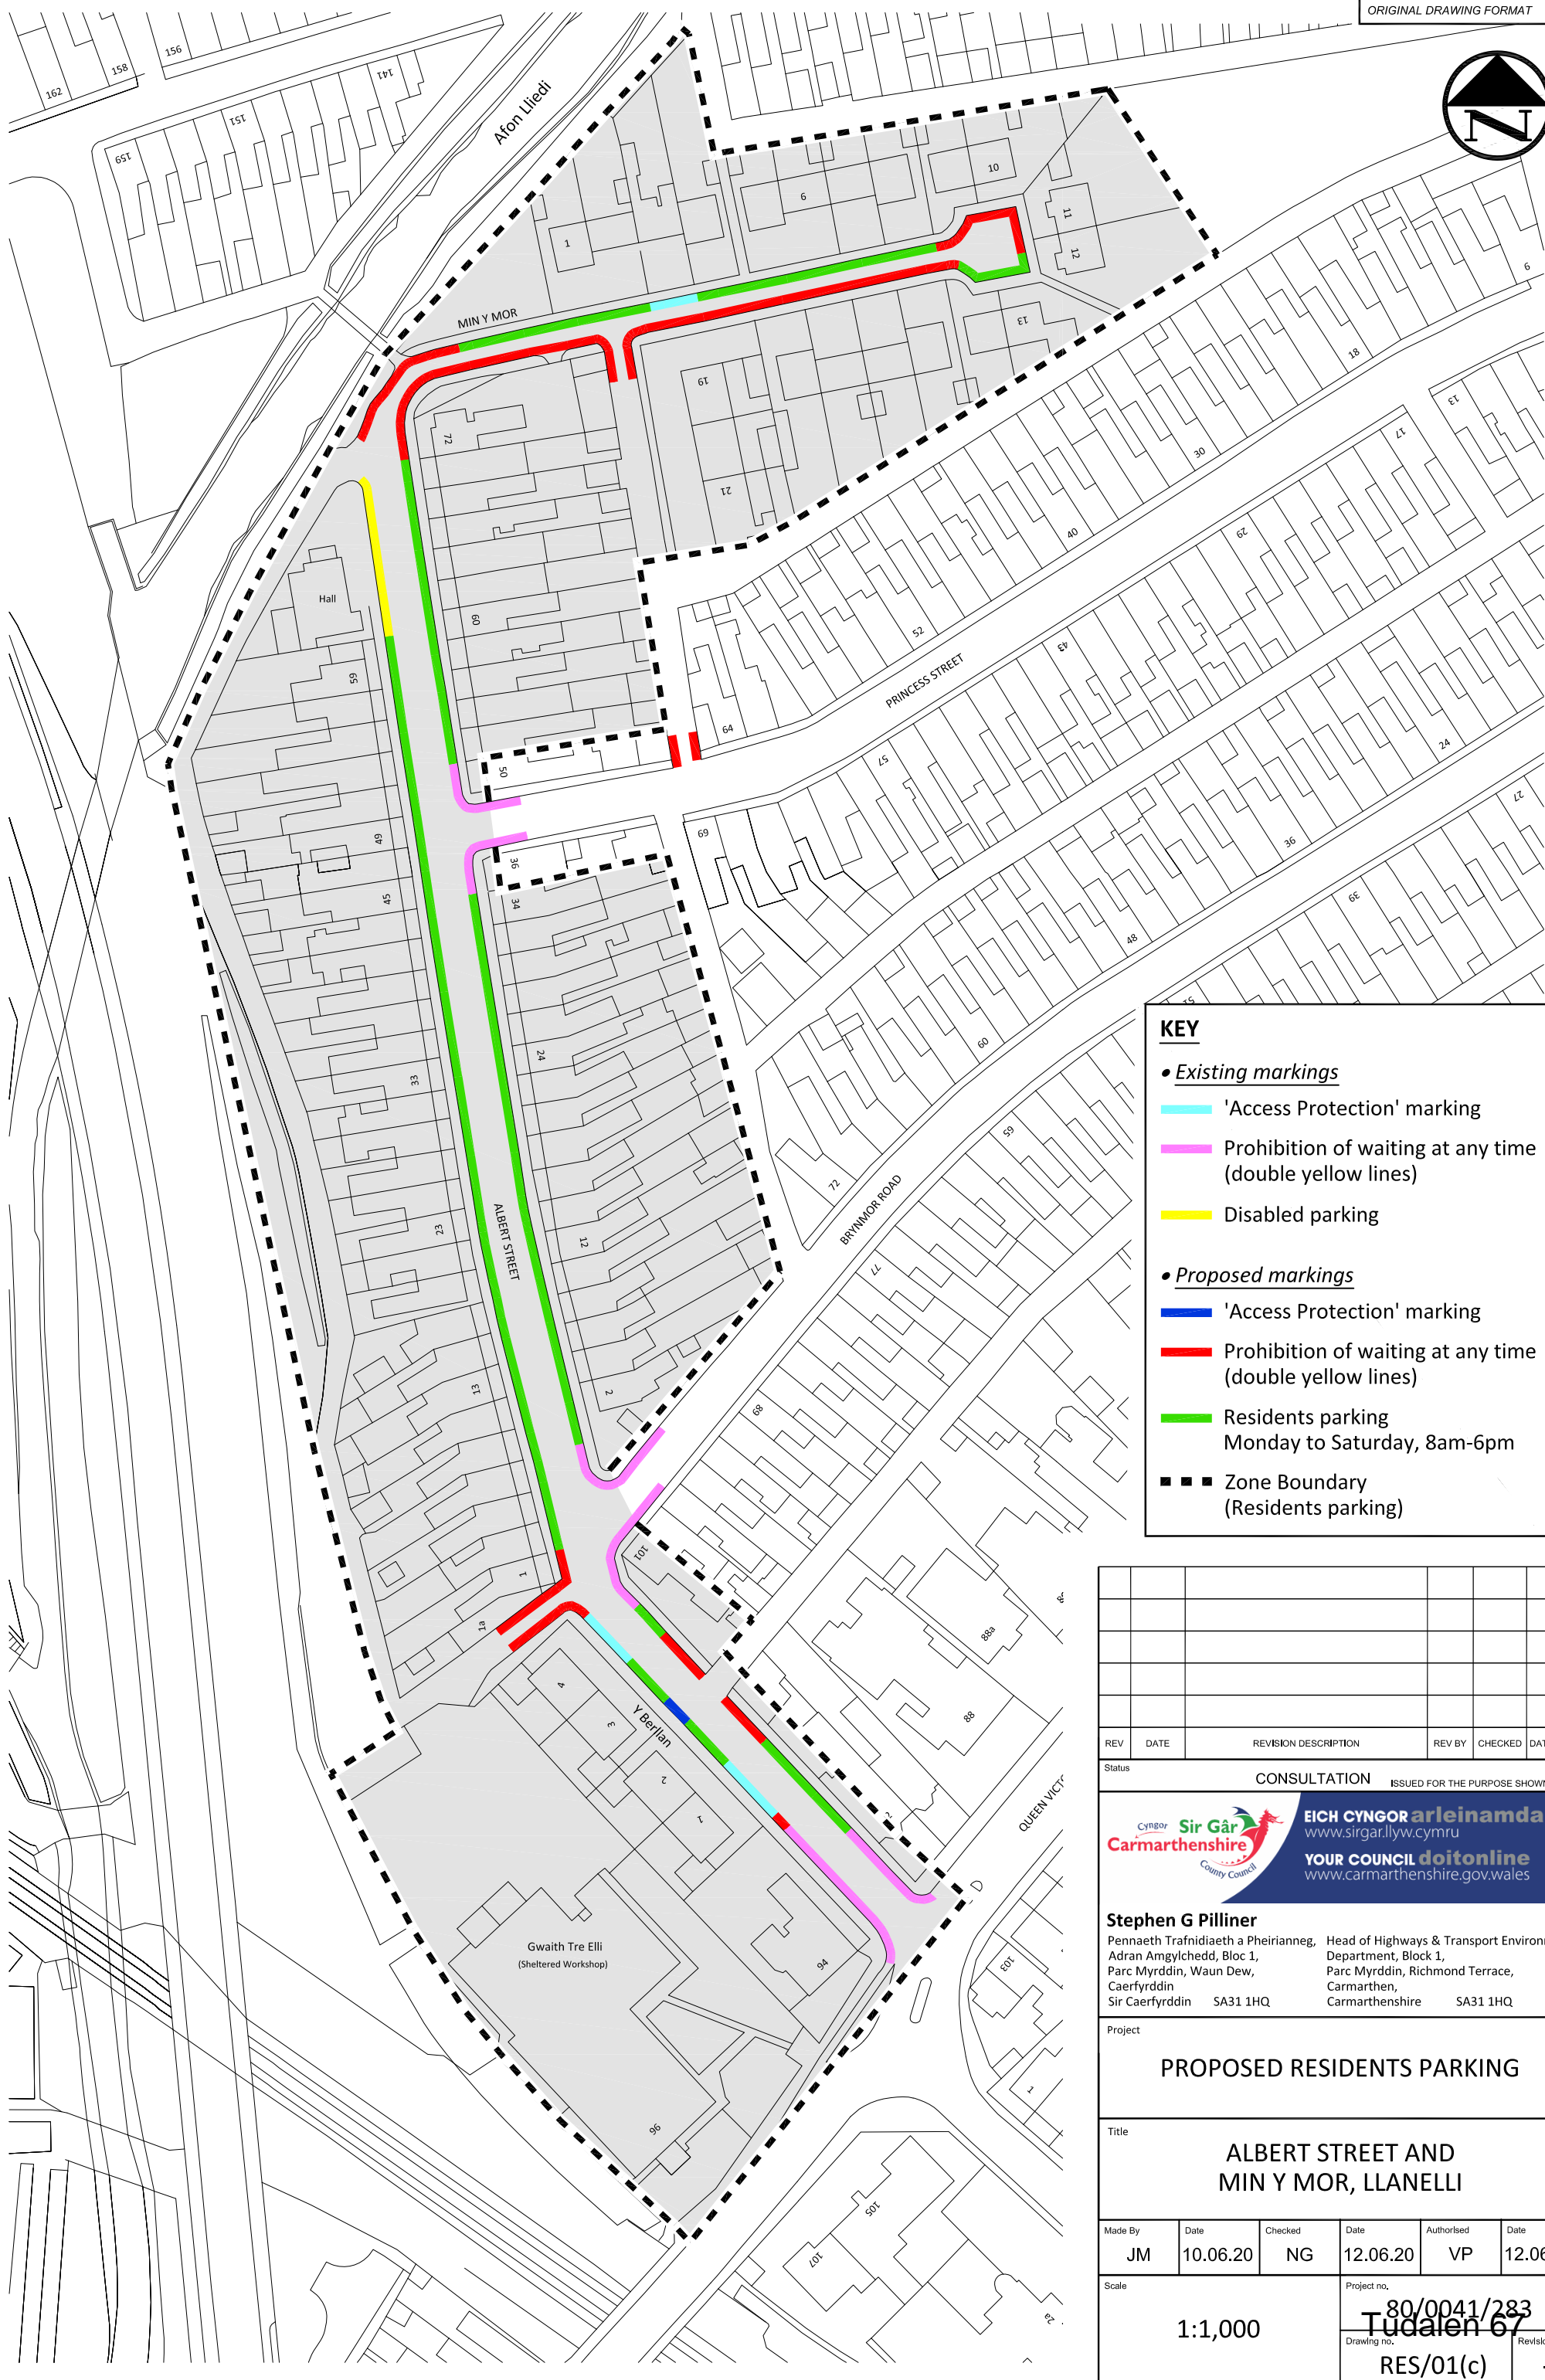 ORIGINAL DRAWING FORMAT
N
162
158
156
141
151
159
Afon Lliedi
1
6
10
11
12
13
MIN Y MOR
19
21
72
60
Hall
59
49
45
33
23
13
1
1a
50
36
34
24
12
2
101
ALBERT STREET
PRINCESS STREET
64
52
40
30
18
9
13
17
29
43
57
69
24
36
48
60
72
27
39
51
65
77
BRYNMOR ROAD
68
88a
88
QUEEN VICT
4
3
2
1
Y Berllan
Gwaith Tre Elli
(Sheltered Workshop)
94
96
103
1
105
107
KEY
• Existing markings
'Access Protection' marking
Prohibition of waiting at any time
(double yellow lines)
Disabled parking
• Proposed markings
'Access Protection' marking
Prohibition of waiting at any time
(double yellow lines)
Residents parking
Monday to Saturday, 8am-6pm
Zone Boundary
(Residents parking)
REV DATE REVISION DESCRIPTION REV BY CHECKED DAT
Status
CONSULTATION ISSUED FOR THE PURPOSE SHOWN
Cyngor Sir Gâr
Carmarthenshire
County Council
EICH CYNGOR arleinamda
www.sirgar.llyw.cymru
YOUR COUNCIL doitonline
www.carmarthenshire.gov.wales
Stephen G Pilliner
Pennaeth Trafnidiaeth a Pheirianneg,
Adran Amgylchedd, Bloc 1,
Parc Myrddin, Waun Dew,
Caerfyrddin
Sir Caerfyrddin SA31 1HQ
Head of Highways & Transport Environ
Department, Block 1,
Parc Myrddin, Richmond Terrace,
Carmarthen,
Carmarthenshire SA31 1HQ
Project
PROPOSED RESIDENTS PARKING
Title
ALBERT STREET AND
MIN Y MOR, LLANELLI
Made By Date Checked Date Authorised Date
JM 10.06.20 NG 12.06.20 VP 12.06
Scale
1:1,000
Project no.
80/0041/283
Tudalen 67
Drawing no.
RES/01(c)
Revisio